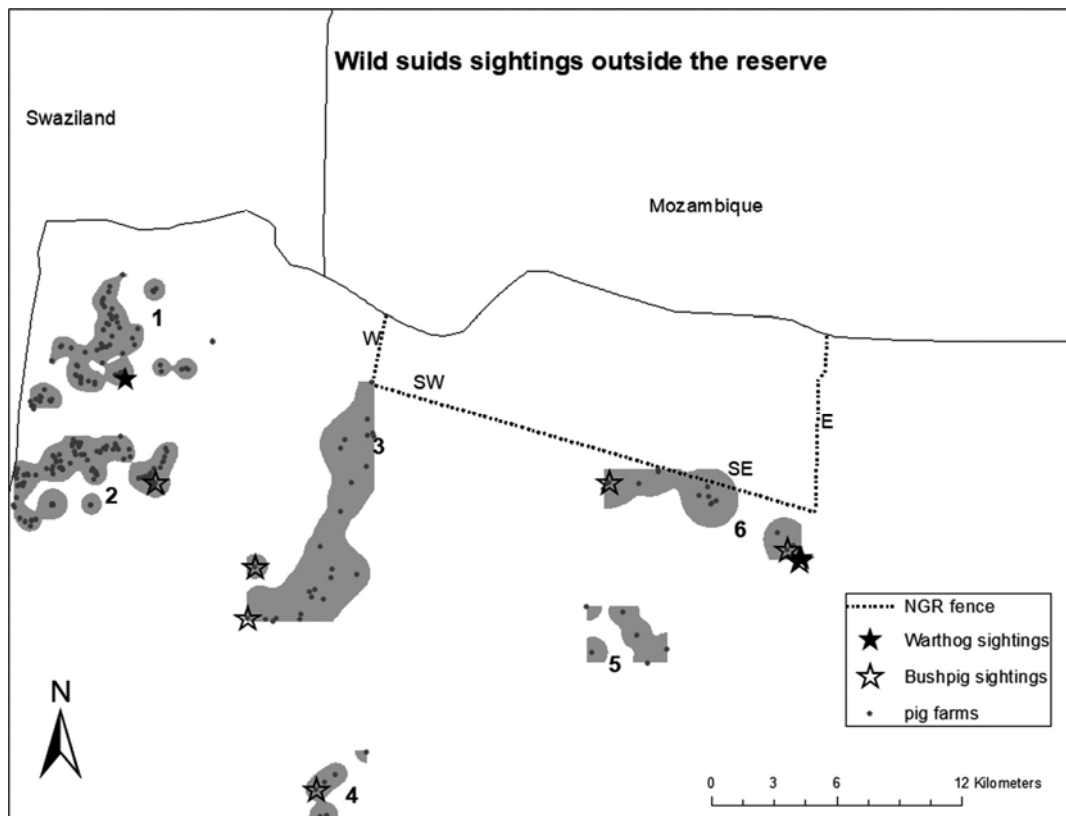 Wild suids sightings outside the reserve
Swaziland
Mozambique
1
W
SW
3
E
SE
2
6
5
4
N
NGR fence
Warthog sightings
Bushpig sightings
pig farms
0 3 6 12 Kilometers